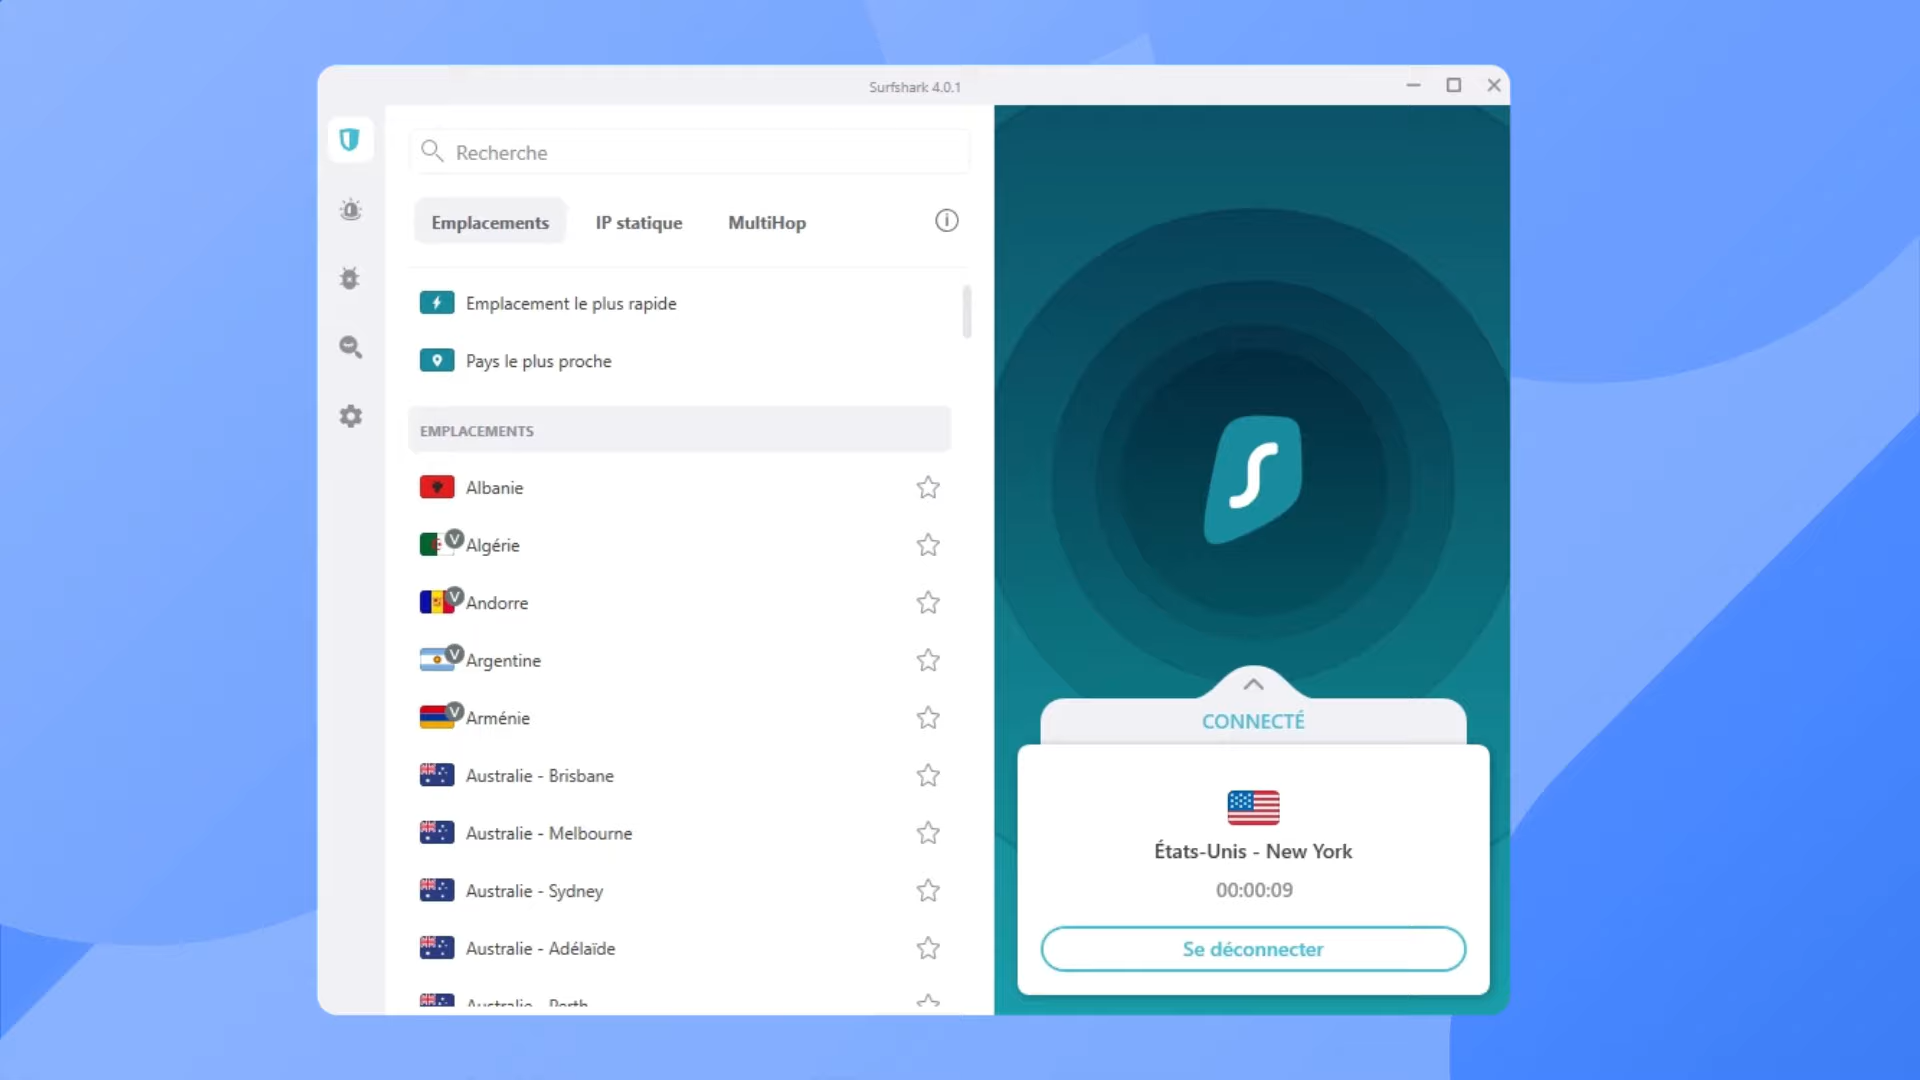 Surfshark 4.0.1
Recherche
Emplacements IP statique MultiHop
Emplacement le plus rapide
Pays le plus proche
EMPLACEMENTS
Albanie
V Algérie
V Andorre
V Argentine
V Arménie
Australie - Brisbane
Australie - Melbourne
Australie - Sydney
Australie - Adélaïde
Australie - Perth
CONNECTÉ
États-Unis - New York
00:00:09
Se déconnecter